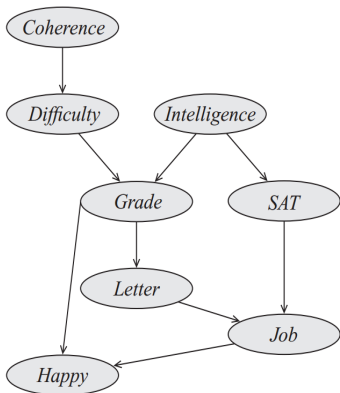 Coherence
Difficulty
Intelligence
Grade
SAT
Letter
Job
Happy